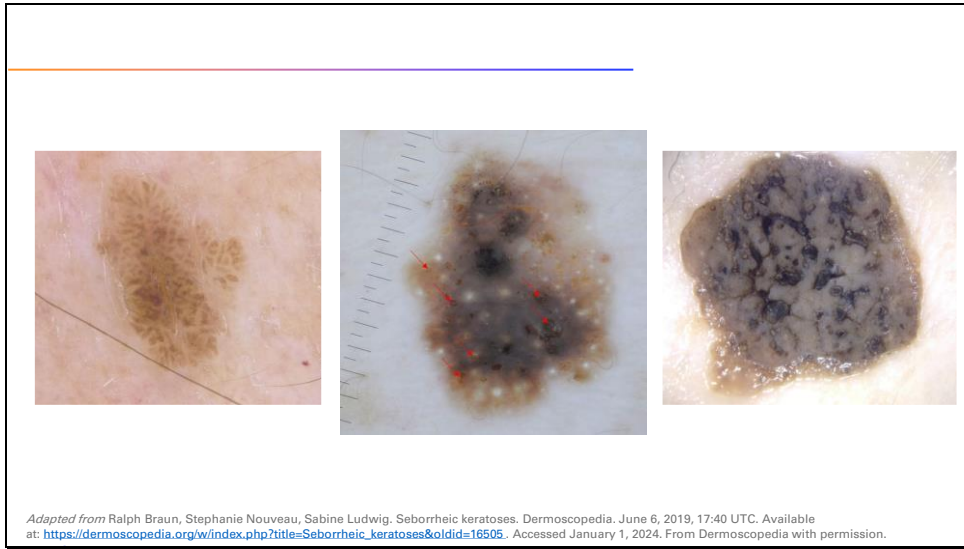 Adapted from Ralph Braun, Stephanie Nouveau, Sabine Ludwig. Seborrheic keratoses. Dermoscopedia. June 6, 2019, 17:40 UTC. Available
at: https://dermoscopedia.org/w/index.php?title=Seborrheic_keratoses&oldid=16505 . Accessed January 1, 2024. From Dermoscopedia with permission.